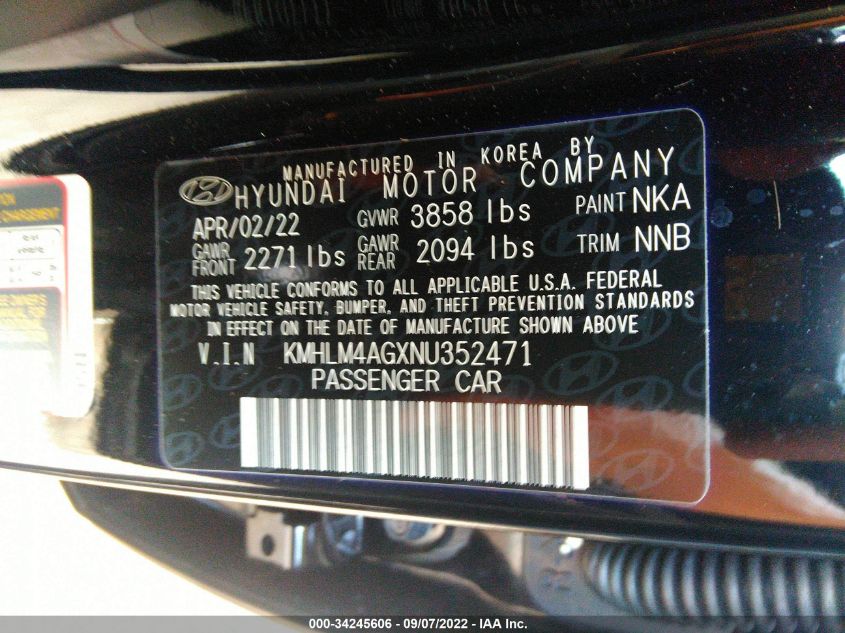 MANUFACTURED IN KOREA BY
HYUNDAI MOTOR COMPANY
APR/02/22 GVWR 3858 lbs PAINT NKA
GAWR FRONT 2271 lbs GAWR REAR 2094 lbs TRIM NNB
THIS VEHICLE CONFORMS TO ALL APPLICABLE U.S.A. FEDERAL
MOTOR VEHICLE SAFETY, BUMPER, AND THEFT PREVENTION STANDARDS
IN EFFECT ON THE DATE OF MANUFACTURE SHOWN ABOVE
V.I.N KMHLM4AGXNU352471
PASSENGER CAR
000-34245606 - 09/07/2022 - IAA Inc.